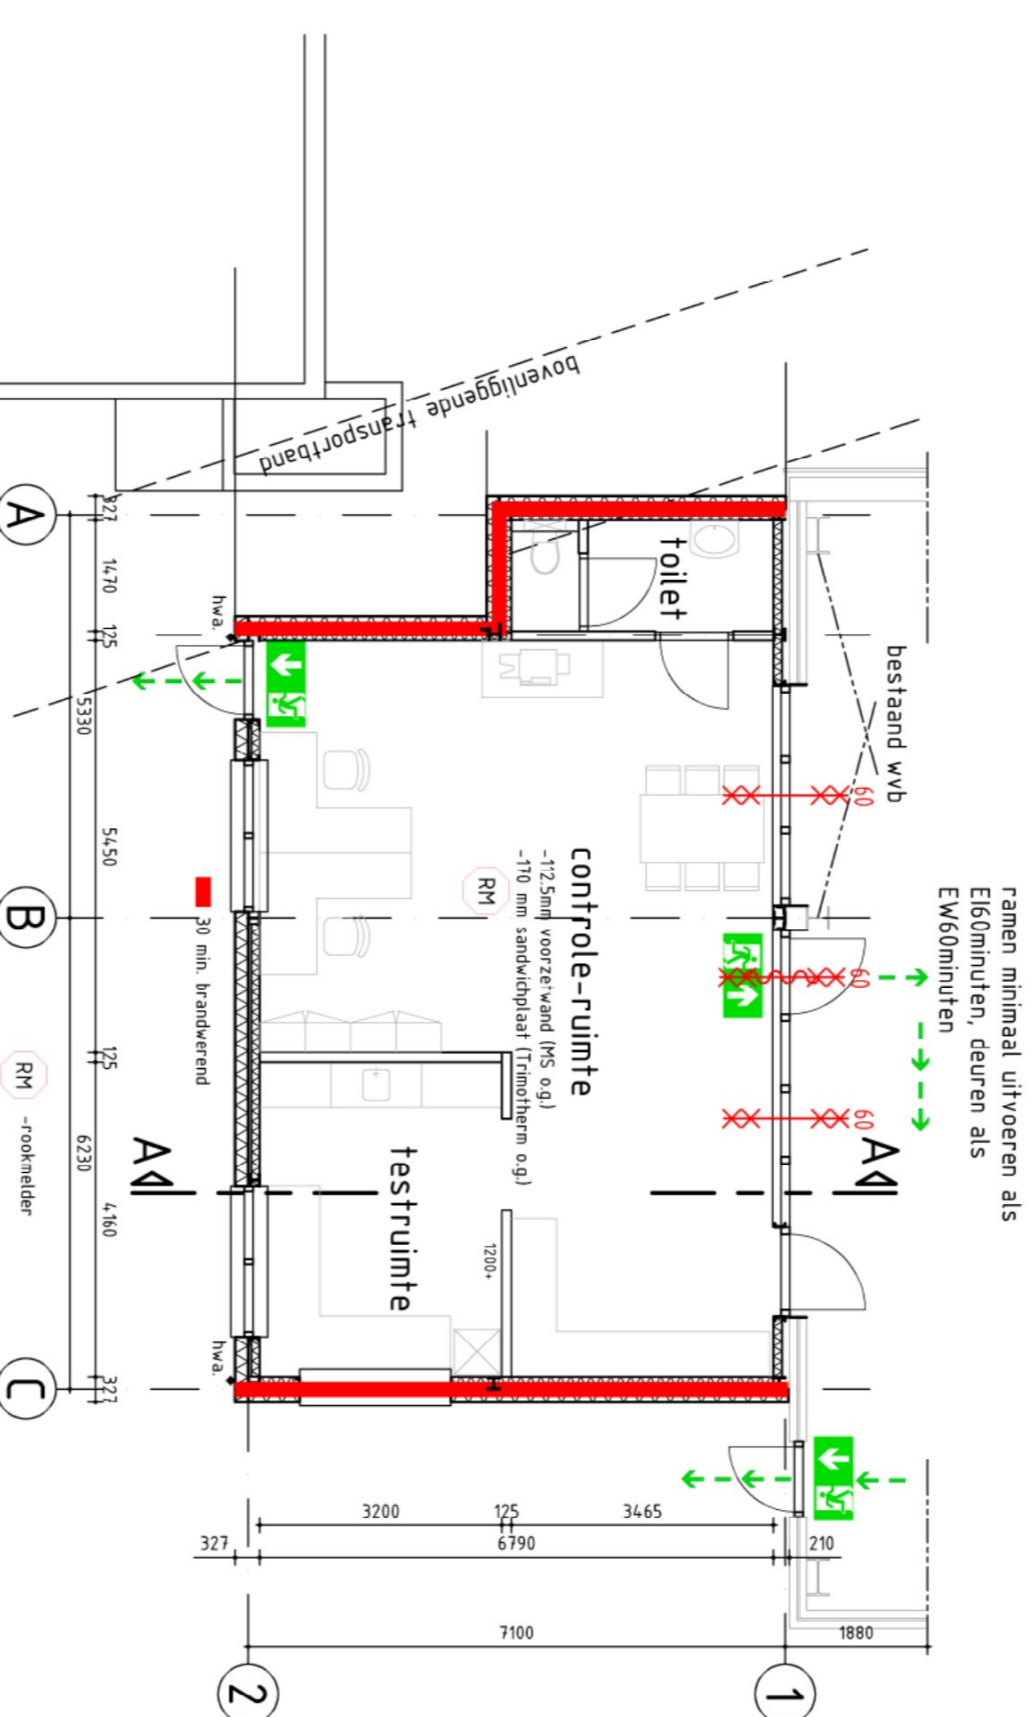 ramen minimaal uitvoeren als
EI60minuten, deuren als
EW60minuten
bestaand wvb
60
60
60
A
A
bovenliggende transportband
toilet
controle-ruimte
-112.5mm voorzetwand (MS o.g.)
-170 mm sandwichplaat (Trimotherm o.g.)
RM
testruimte
1200+
hwa.
hwa.
30 min. brandwerend
RM -rookmelder
327
1470
125
5450
125
4160
327
5330
6230
A
B
C
3200
125
3465
327
6790
210
7100
1880
2
1